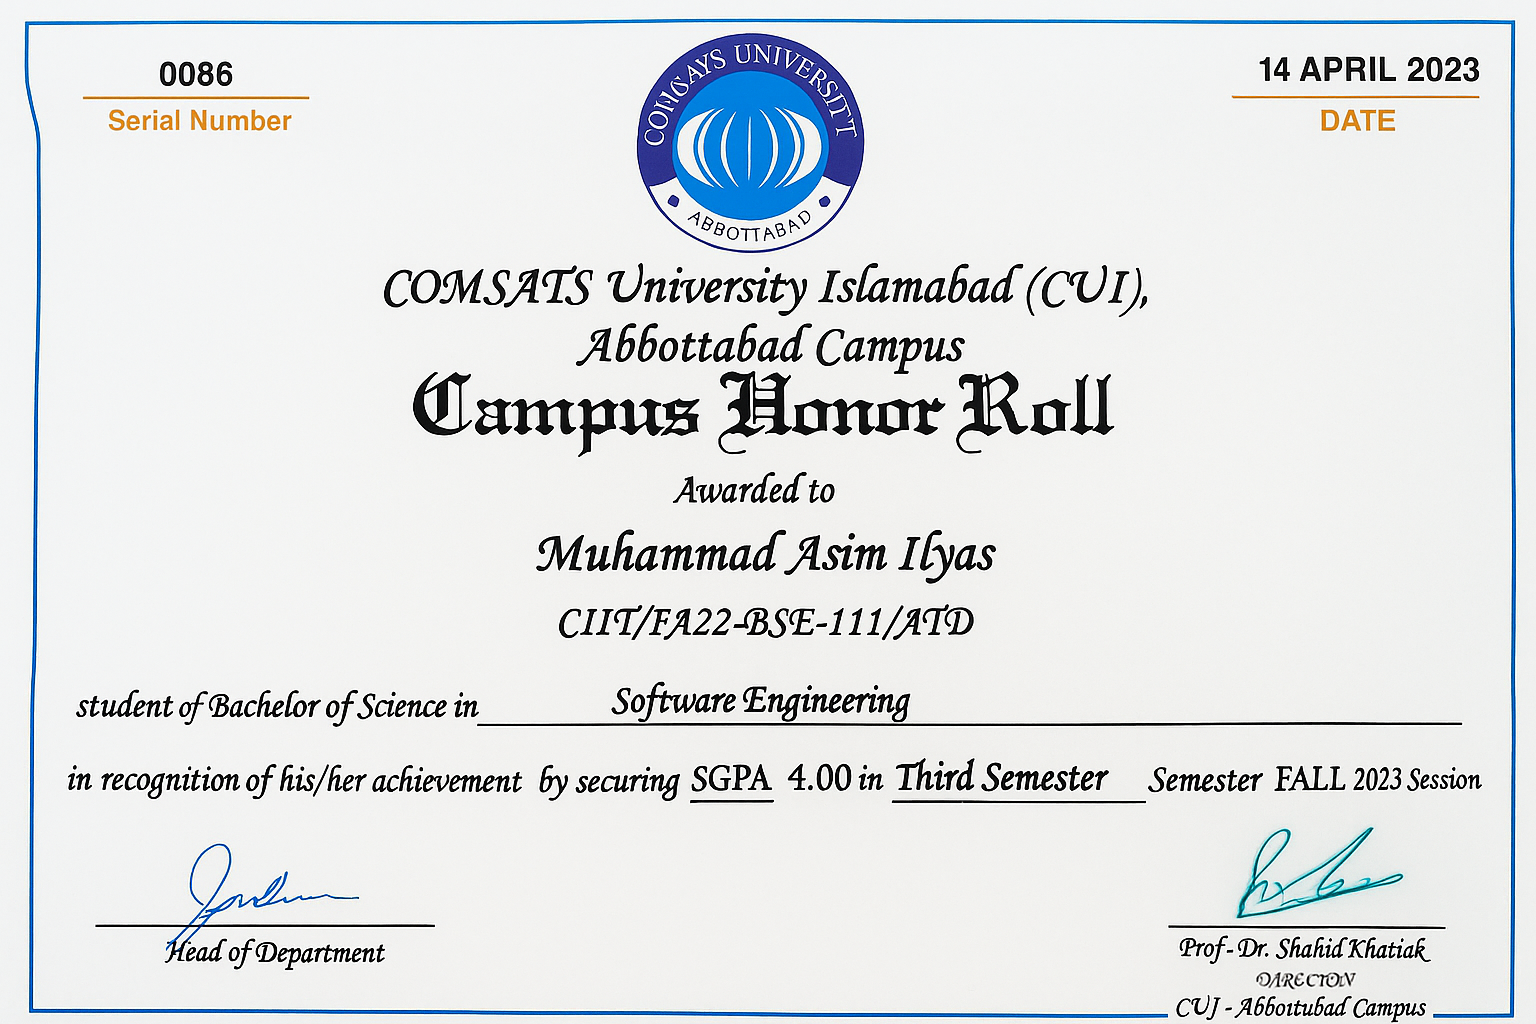 0086
Serial Number
14 APRIL 2023
DATE
COMSAYS UNIVERSITT
ABBOTTABAD
COMSATS University Islamabad (CUI),
Abbottabad Campus
Campus Honor Roll
Awarded to
Muhammad Asim Ilyas
CIIT/FA22-BSE-111/ATD
student of Bachelor of Science in Software Engineering
in recognition of his/her achievement by securing SGPA 4.00 in Third Semester Semester FALL 2023 Session
Head of Department
Prof- Dr. Shahid Khatiak
DARECTON
CUJ - Abboitubad Campus